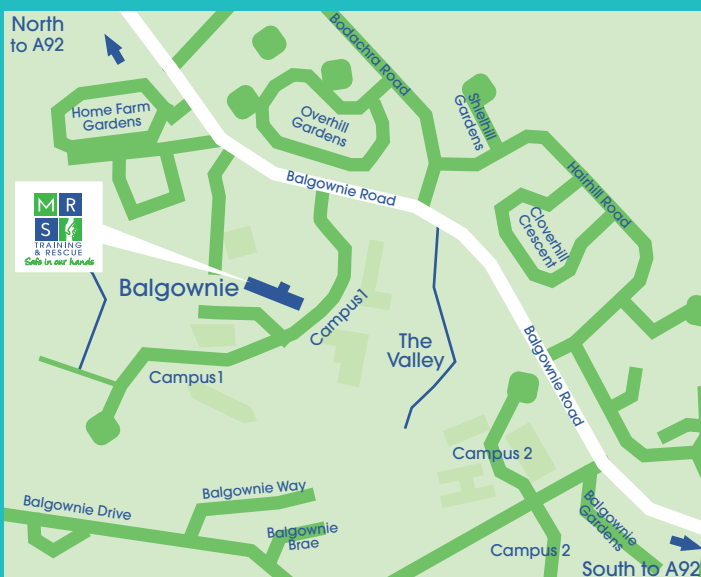 North
to A92
Bodachra Road
Home Farm
Gardens
Overhill
Gardens
Shielhill
Gardens
Balgownie Road
Hairhill Road
Cloverhill
Crescent
M R
S
TRAINING
& RESCUE
Safe in our hands
Balgownie
Campus1
The
Valley
Campus1
Balgownie Road
Campus 2
Balgownie Way
Balgownie Drive
Balgownie
Brae
Balgownie
Gardens
Campus 2
South to A92